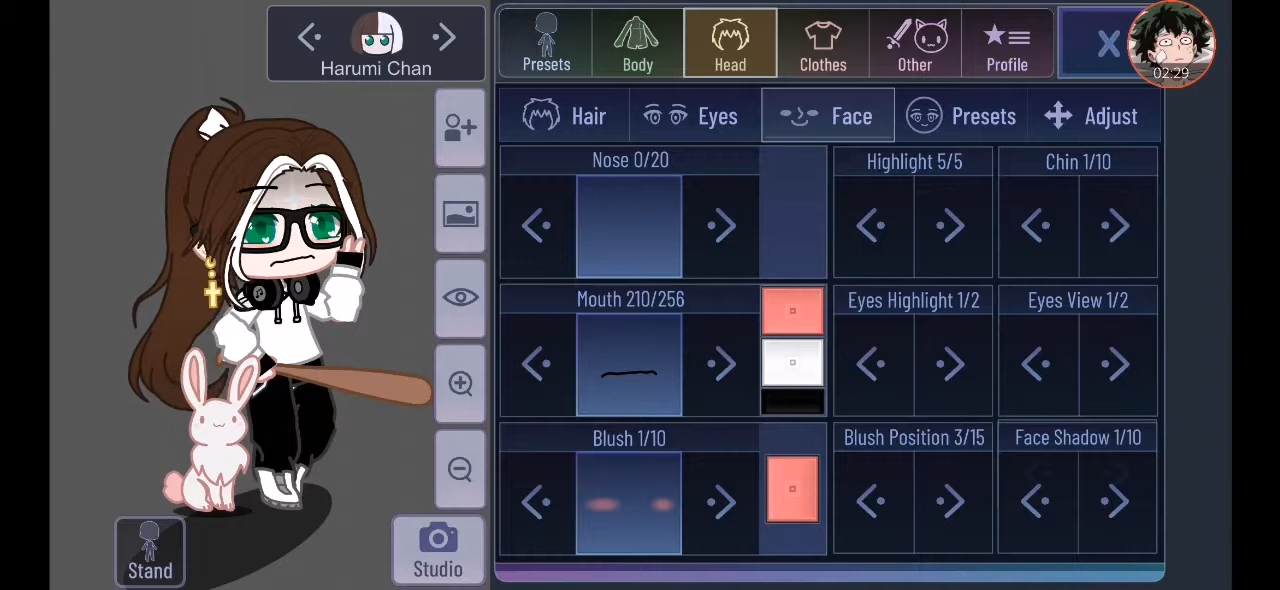 Harumi Chan
Presets
Body
Head
Clothes
Other
Profile
02:29
Hair
Eyes
Face
Presets
Adjust
Nose 0/20
Highlight 5/5
Chin 1/10
Mouth 210/256
Eyes Highlight 1/2
Eyes View 1/2
Blush 1/10
Blush Position 3/15
Face Shadow 1/10
Stand
Studio